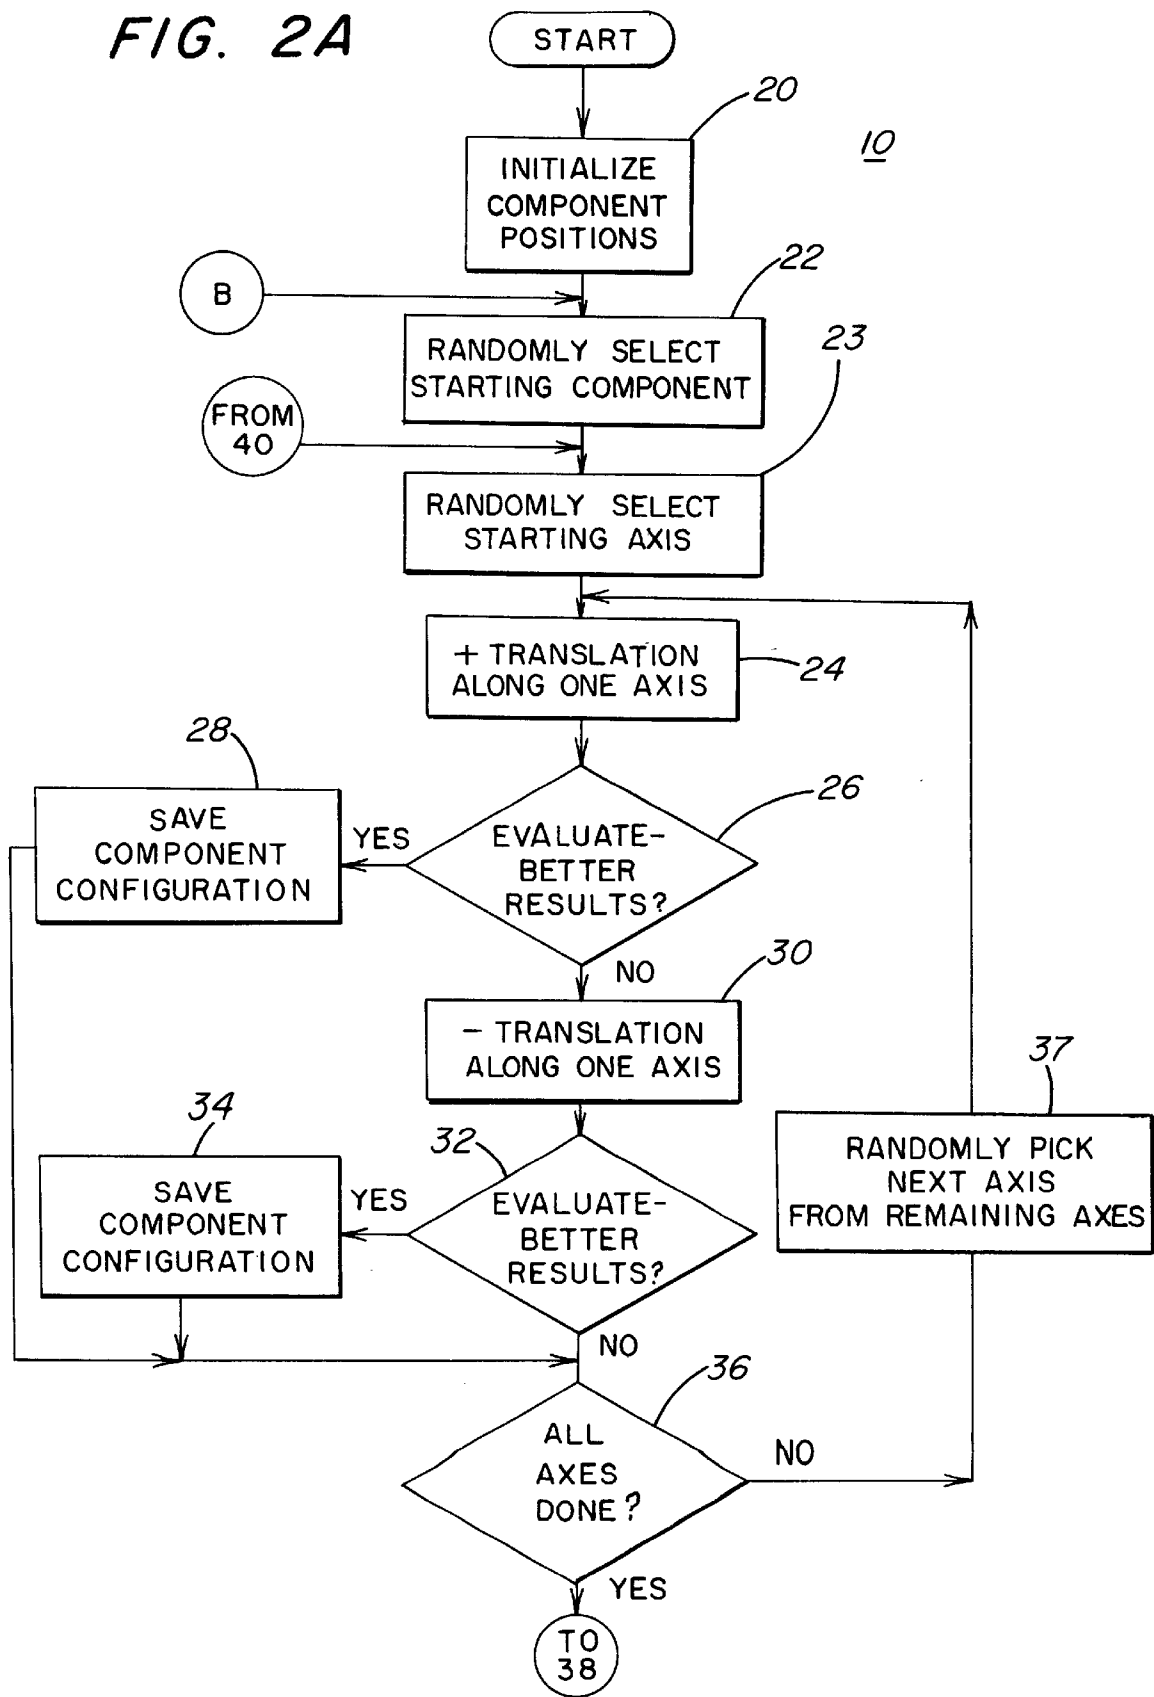 FIG. 2A
START
20
10
INITIALIZE
COMPONENT
POSITIONS
B
22
RANDOMLY SELECT
STARTING COMPONENT
23
FROM
40
RANDOMLY SELECT
STARTING AXIS
+ TRANSLATION
ALONG ONE AXIS
24
28
SAVE
COMPONENT
CONFIGURATION
YES
26
EVALUATE-
BETTER
RESULTS?
NO
30
- TRANSLATION
ALONG ONE AXIS
37
RANDOMLY PICK
NEXT AXIS
FROM REMAINING AXES
34
SAVE
COMPONENT
CONFIGURATION
YES
32
EVALUATE-
BETTER
RESULTS?
NO
36
ALL
AXES
DONE?
NO
YES
TO
38